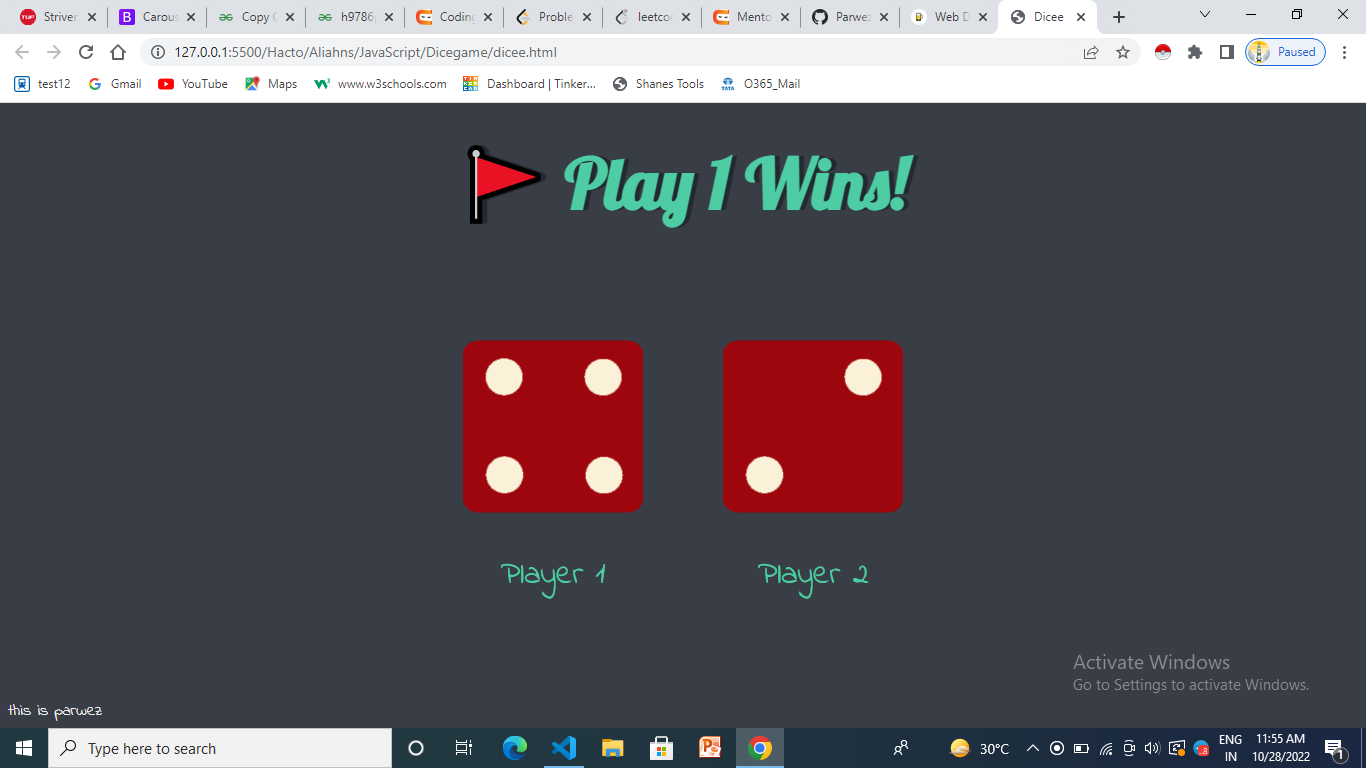 Striver
Carous
Copy C
h9786
Coding
Proble
leetcod
Mento
Parwez
Web D
Dicee
127.0.0.1:5500/Hacto/Aliahns/JavaScript/Dicegame/dicee.html
Paused
test12
Gmail
YouTube
Maps
www.w3schools.com
Dashboard | Tinker...
Shanes Tools
O365_Mail
Play 1 Wins!
Player 1
Player 2
Activate Windows
Go to Settings to activate Windows.
this is parwez
Type here to search
30°C
ENG
IN
11:55 AM
10/28/2022
1